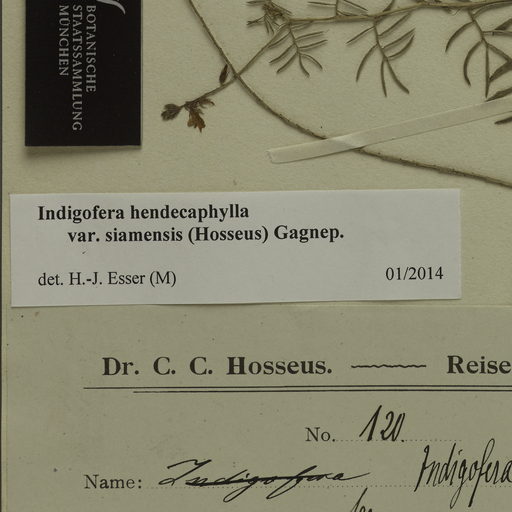 BOTANISCHE
STAATSSAMMLUNG
MÜNCHEN
Indigofera hendecaphylla
var. siamensis (Hosseus) Gagnep.
det. H.-J. Esser (M)
01/2014
Dr. C. C. Hosseus. Reise
No. 120.
Name: Indigofera Indigofera